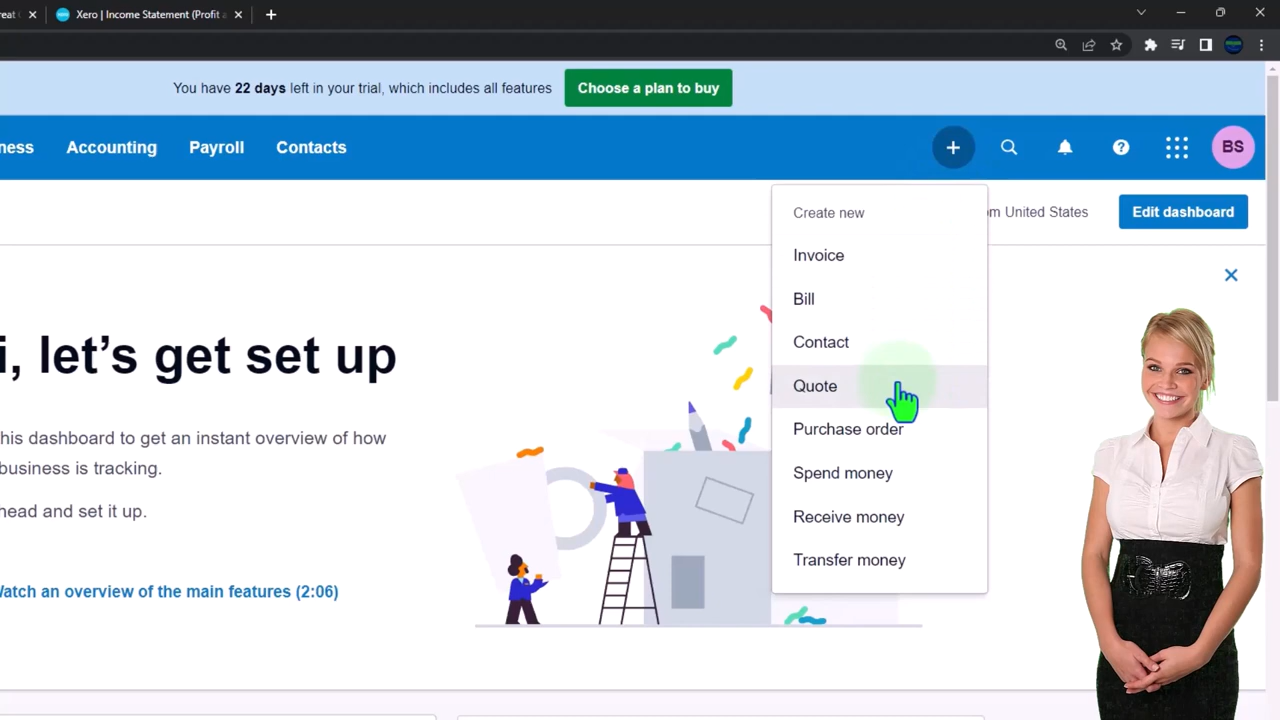 eat
Xero | Income Statement (Profit a
You have 22 days left in your trial, which includes all features
Choose a plan to buy
ness
Accounting
Payroll
Contacts
BS
Create new
om United States
Edit dashboard
Invoice
Bill
Contact
Quote
Purchase order
Spend money
Receive money
Transfer money
i, let's get set up
his dashboard to get an instant overview of how
business is tracking.
head and set it up.
Watch an overview of the main features (2:06)